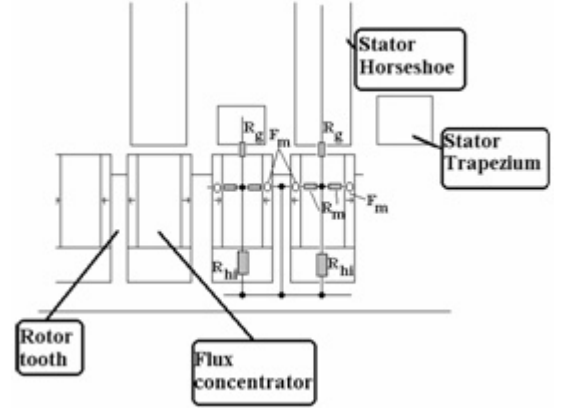 Stator
Horseshoe
Rg
Fm
Rg
Stator
Trapezium
Rm
Fm
Rhi
Rhi
Rotor
tooth
Flux
concentrator